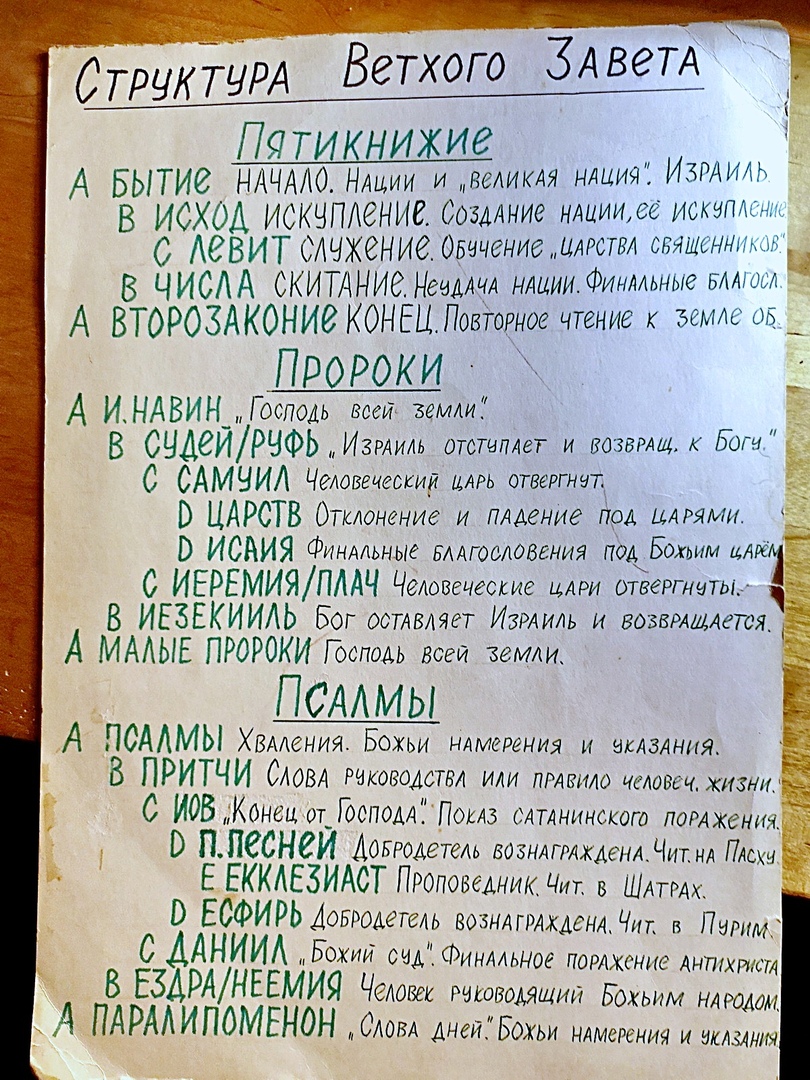 Структура Ветхого Завета
Пятикнижие
А БЫТИЕ НАЧАЛО. Нации и „великая нация". Израиль.
В ИСХОД ИСКУПЛЕНИЕ. Создание нации, её искупление
С ЛЕВИТ СЛУЖЕНИЕ. Обучение „царства священников".
В ЧИСЛА СКИТАНИЕ. Неудача нации. Финальные благосл.
А ВТОРОЗАКОНИЕ КОНЕЦ. Повторное чтение к земле об.
Пророки
А И.НАВИН „Господь всей земли".
В СУДЕЙ/РУФЬ „Израиль отступает и возвращ. к Богу."
С САМУИЛ Человеческий царь отвергнут.
D ЦАРСТВ Отклонение и падение под царями.
D ИСАИЯ Финальные благословения под Божьим царём
С ИЕРЕМИЯ/ПЛАЧ Человеческие цари отвергнуты.
В ИЕЗЕКИИЛЬ Бог оставляет Израиль и возвращается.
А МАЛЫЕ ПРОРОКИ Господь всей земли.
Псалмы
А ПСАЛМЫ Хваления. Божьи намерения и указания.
В ПРИТЧИ Слова руководства или правило человеч. жизни.
С ИОВ „Конец от Господа". Показ сатанинского поражения.
D П.ПЕСНЕЙ Добродетель вознаграждена. Чит. на Пасху
Е ЕККЛЕЗИАСТ Проповедник. Чит. в Шатрах.
D ЕСФИРЬ Добродетель вознаграждена. Чит. в Пурим.
С ДАНИИЛ „Божий суд". Финальное поражение антихриста
В ЕЗДРА/НЕЕМИЯ Человек руководящий Божьим народом.
А ПАРАЛИПОМЕНОН „Слова дней". Божьи намерения и указания